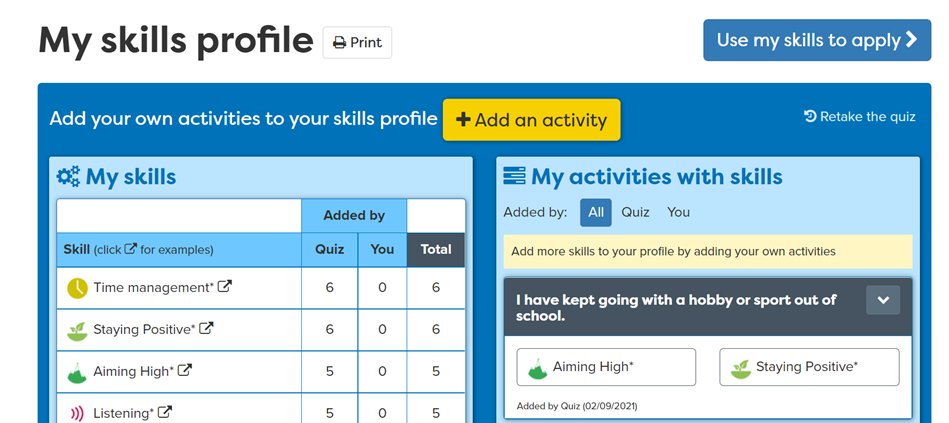 My skills profile
Print
Use my skills to apply
Add your own activities to your skills profile
Add an activity
Retake the quiz
My skills
Added by
Skill (click for examples) Quiz You Total
Time management* 6 0 6
Staying Positive* 6 0 6
Aiming High* 5 0 5
Listening* 5 0 5
My activities with skills
Added by: All Quiz You
Add more skills to your profile by adding your own activities
I have kept going with a hobby or sport out of
school.
Aiming High* Staying Positive*
Added by Quiz (02/09/2021)